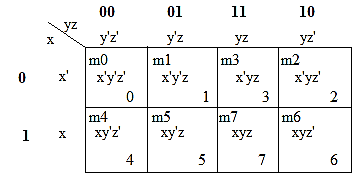 00 01 11 10
yz
x y'z' y'z yz yz'
m0 m1 m3 m2
0 x' x'y'z' x'y'z x'yz x'yz'
0 1 3 2
m4 m5 m7 m6
1 x xy'z' xy'z xyz xyz'
4 5 7 6